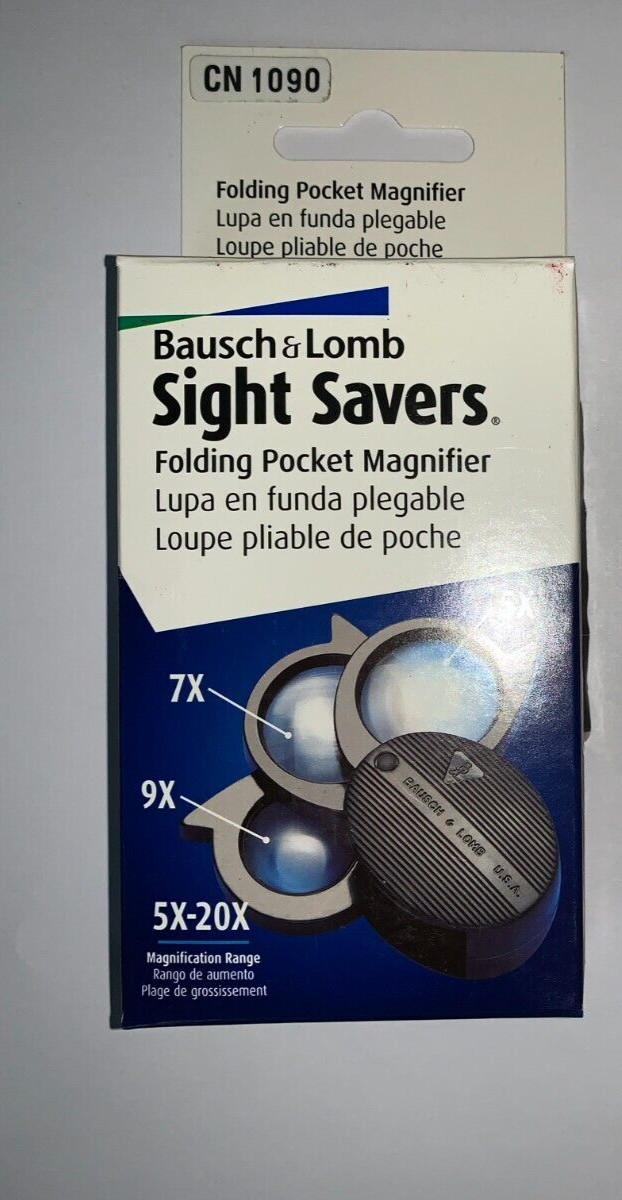 CN 1090
Folding Pocket Magnifier
Lupa en funda plegable
Loupe pliable de poche
Bausch & Lomb
Sight Savers®
Folding Pocket Magnifier
Lupa en funda plegable
Loupe pliable de poche
5X
7X
9X
BAUSCH & LOMB U.S.A.
5X-20X
Magnification Range
Rango de aumento
Plage de grossissement